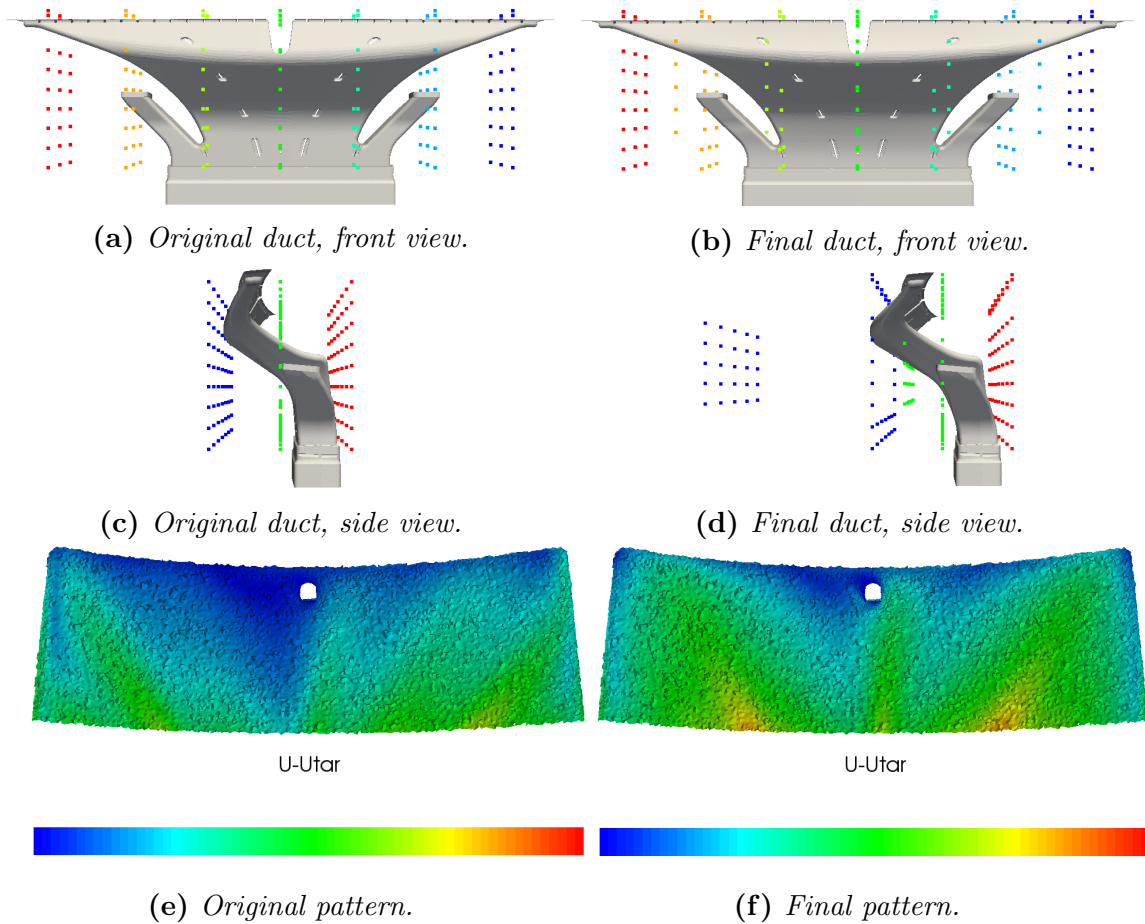 (a) Original duct, front view.
(b) Final duct, front view.
(c) Original duct, side view.
(d) Final duct, side view.
U-Utar
U-Utar
(e) Original pattern.
(f) Final pattern.